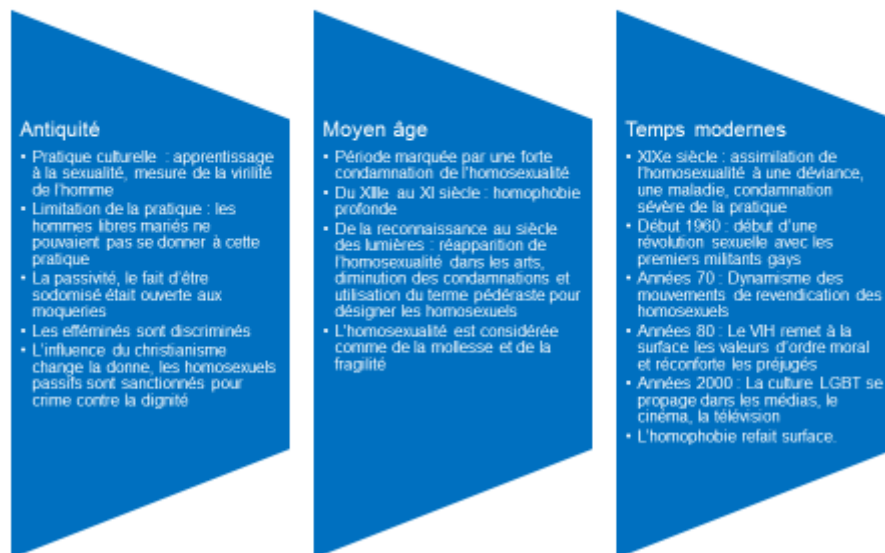 Antiquité
• Pratique culturelle : apprentissage
à la sexualité, mesure de la virilité
de l'homme
• Limitation de la pratique : les
hommes libres mariés ne
pouvaient pas se donner à cette
pratique
• La passivité, le fait d'être
sodomisé était ouverte aux
moqueries
• Les efféminés sont discriminés
• L'influence du christianisme
change la donne, les homosexuels
passifs sont sanctionnés pour
crime contre la dignité
Moyen âge
• Période marquée par une forte
condamnation de l'homosexualité
• Du XIIe au XI siècle : homophobie
profonde
• De la reconnaissance au siècle
des lumières : réapparition de
l'homosexualité dans les arts,
diminution des condamnations et
utilisation du terme pédéraste pour
désigner les homosexuels
• L'homosexualité est considérée
comme de la mollesse et de la
fragilité
Temps modernes
• XIXe siècle : assimilation de
l'homosexualité à une déviance,
une maladie, condamnation
sévère de la pratique
• Début 1960 : début d'une
révolution sexuelle avec les
premiers militants gays
• Années 70 : Dynamisme des
mouvements de revendication des
homosexuels
• Années 80 : Le VIH remet à la
surface les valeurs d'ordre moral
et réconforte les préjugés
• Années 2000 : La culture LGBT se
propage dans les médias, le
cinéma, la télévision
• L'homophobie refait surface.